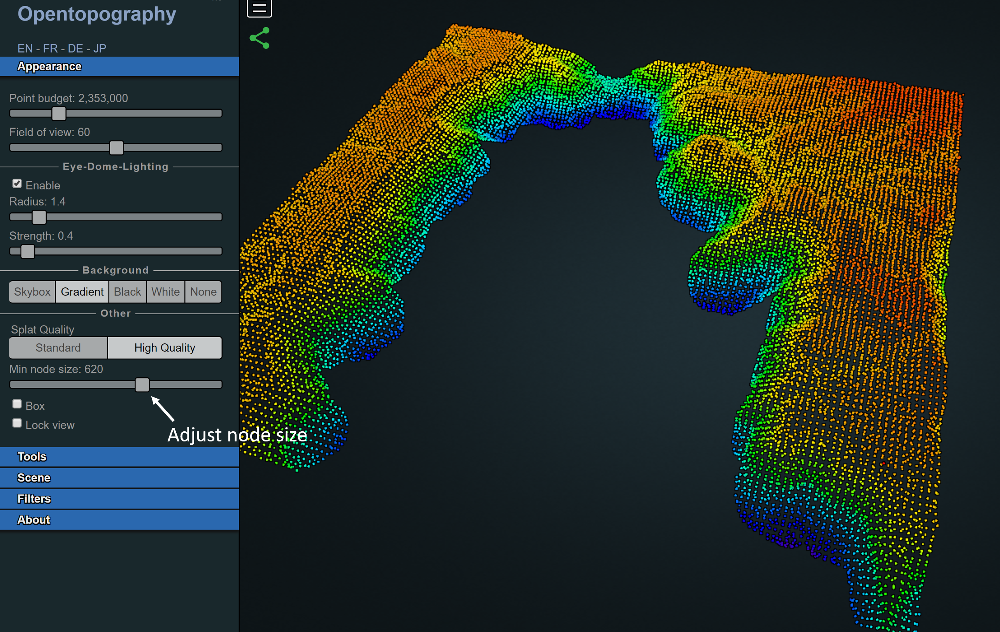 Opentopography
EN - FR - DE - JP
Appearance
Point budget: 2,353,000
Field of view: 60
Eye-Dome-Lighting
Enable
Radius: 1.4
Strength: 0.4
Background
Skybox Gradient Black White None
Other
Splat Quality
Standard High Quality
Min node size: 620
Box
Lock view
Adjust node size
Tools
Scene
Filters
About